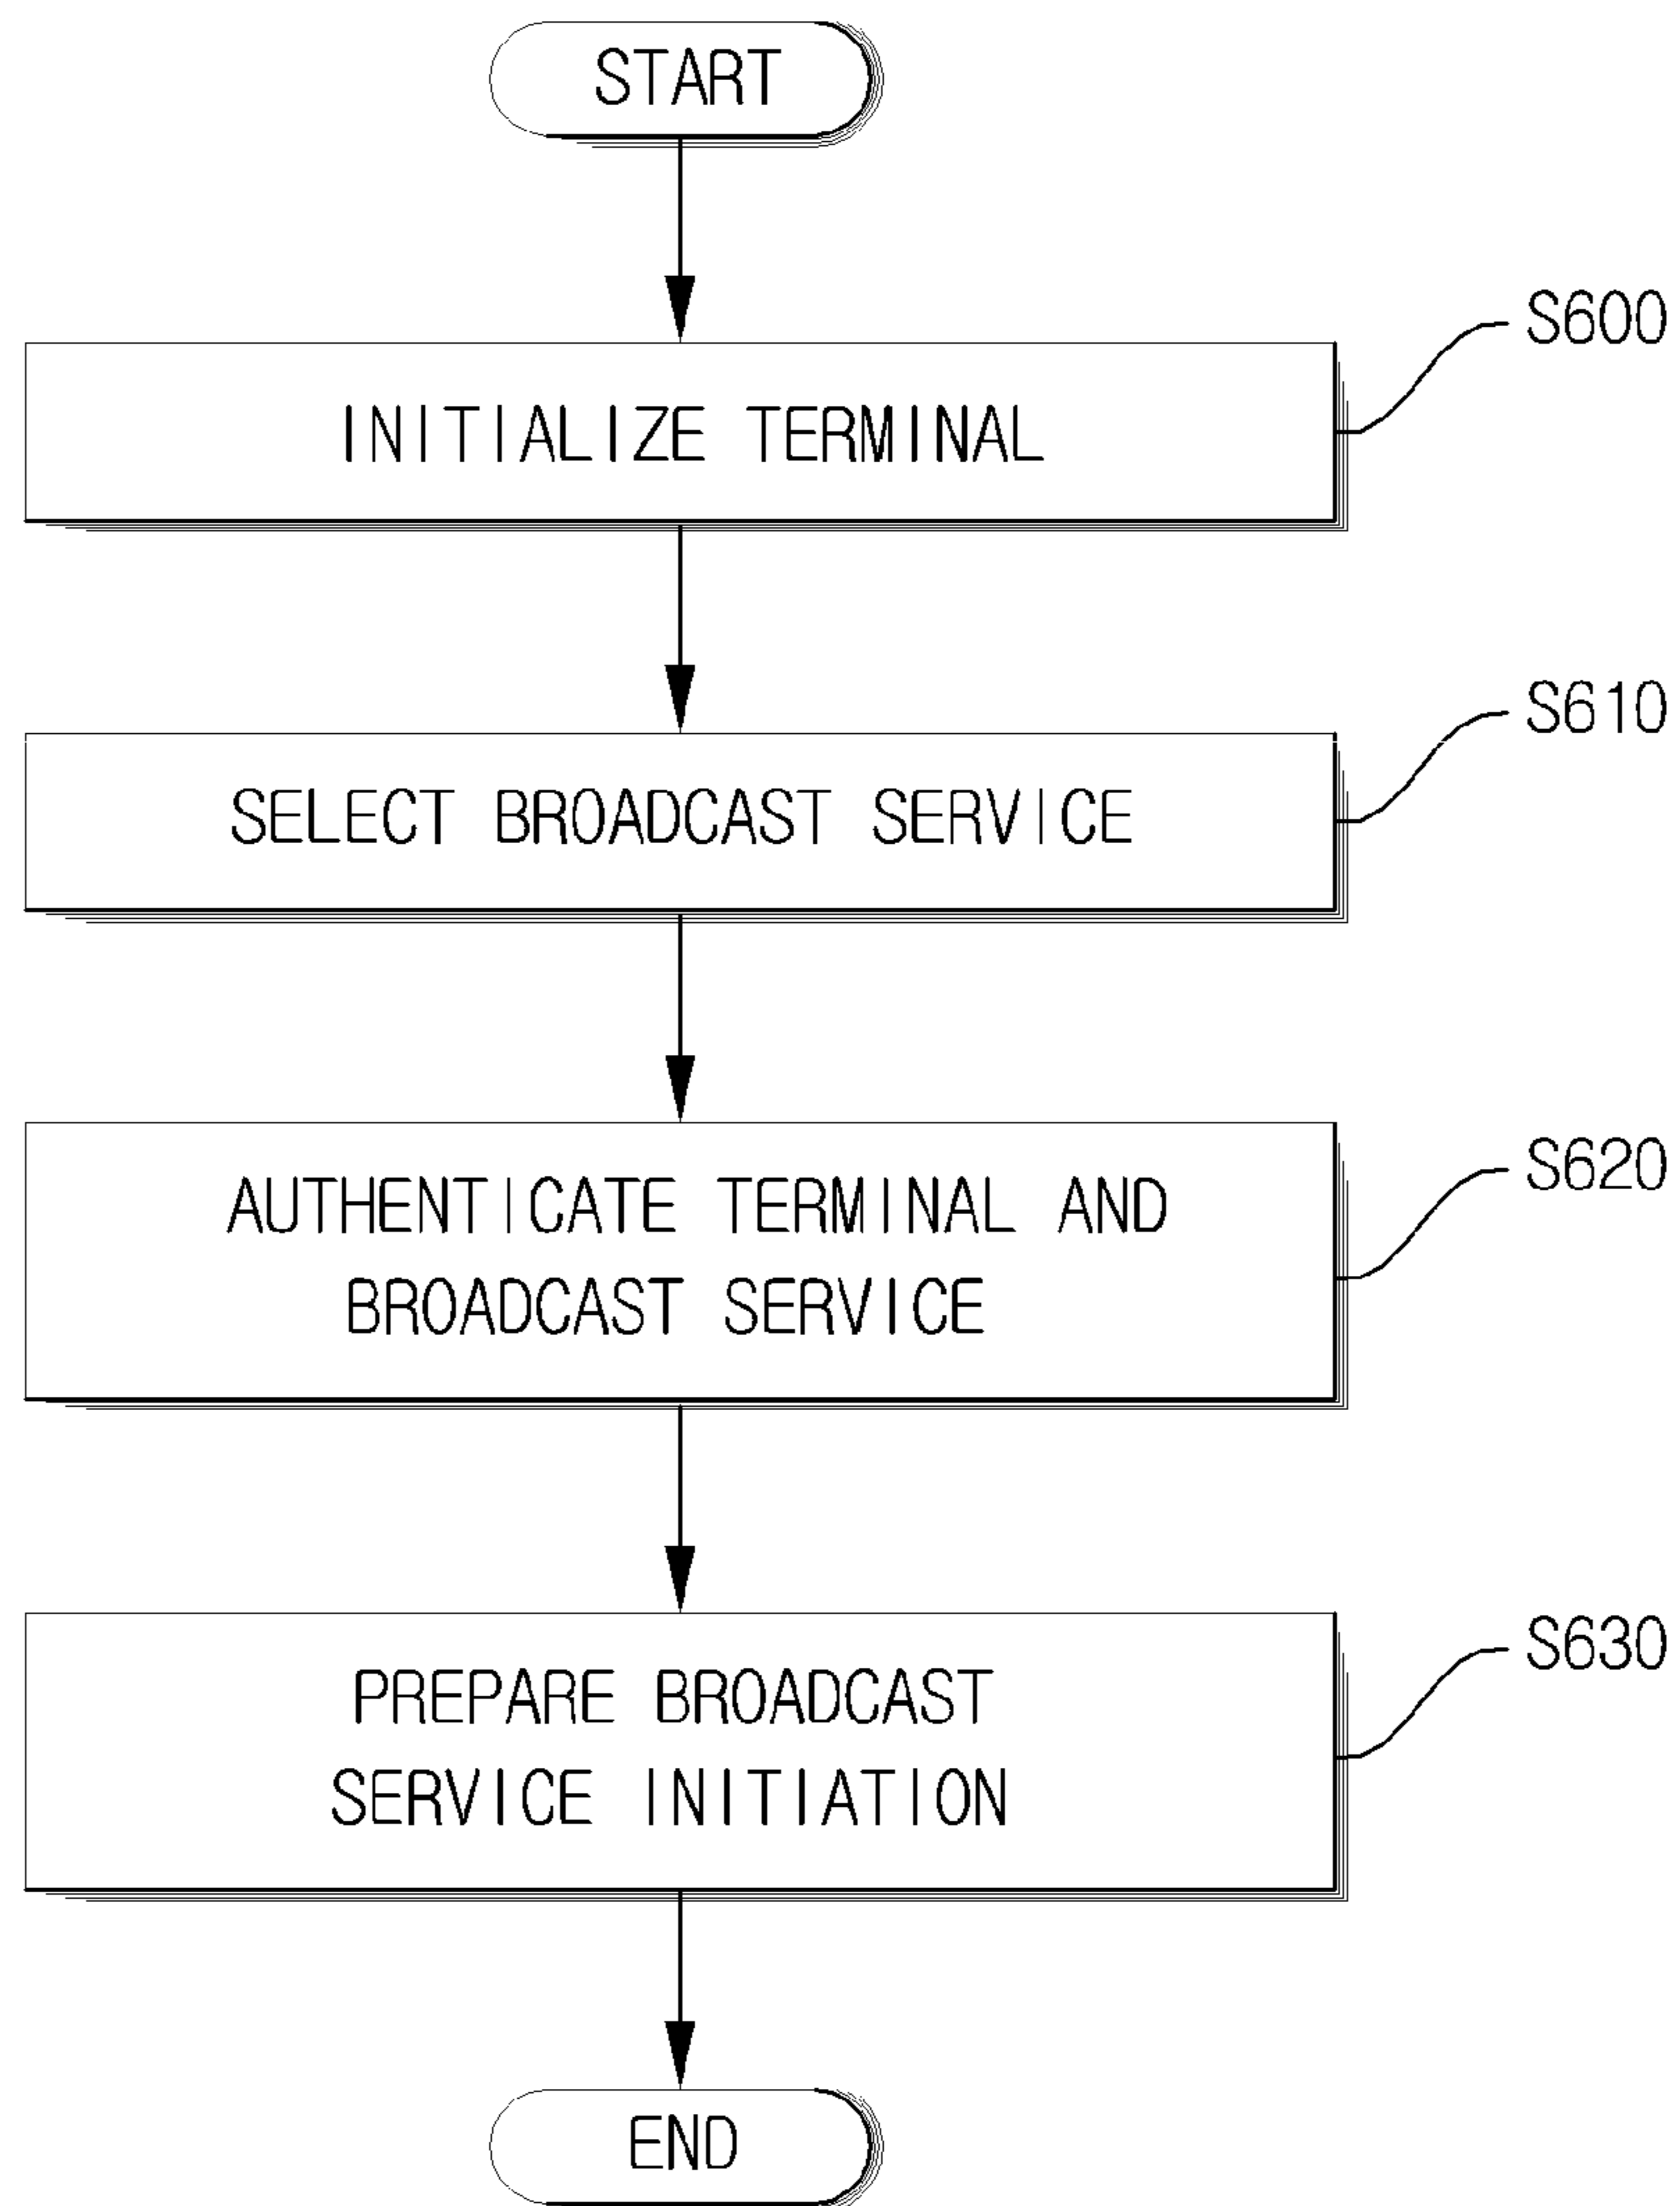 START
S600
INITIALIZE TERMINAL
S610
SELECT BROADCAST SERVICE
S620
AUTHENTICATE TERMINAL AND
BROADCAST SERVICE
S630
PREPARE BROADCAST
SERVICE INITIATION
END